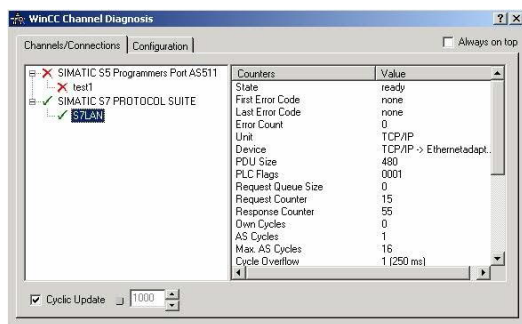 WinCC Channel Diagnosis
Channels/Connections Configuration Always on top
SIMATIC S5 Programmers Port AS511
test1
SIMATIC S7 PROTOCOL SUITE
S7LAN
Counters Value
State ready
First Error Code none
Last Error Code none
Error Count 0
Unit TCP/IP
Device TCP/IP -> Ethernetadapt..
PDU Size 480
PLC Flags 0001
Request Queue Size 0
Request Counter 15
Response Counter 55
Own Cycles 0
AS Cycles 1
Max. AS Cycles 16
Cycle Overflow 1 (250 ms)
Cyclic Update 1000